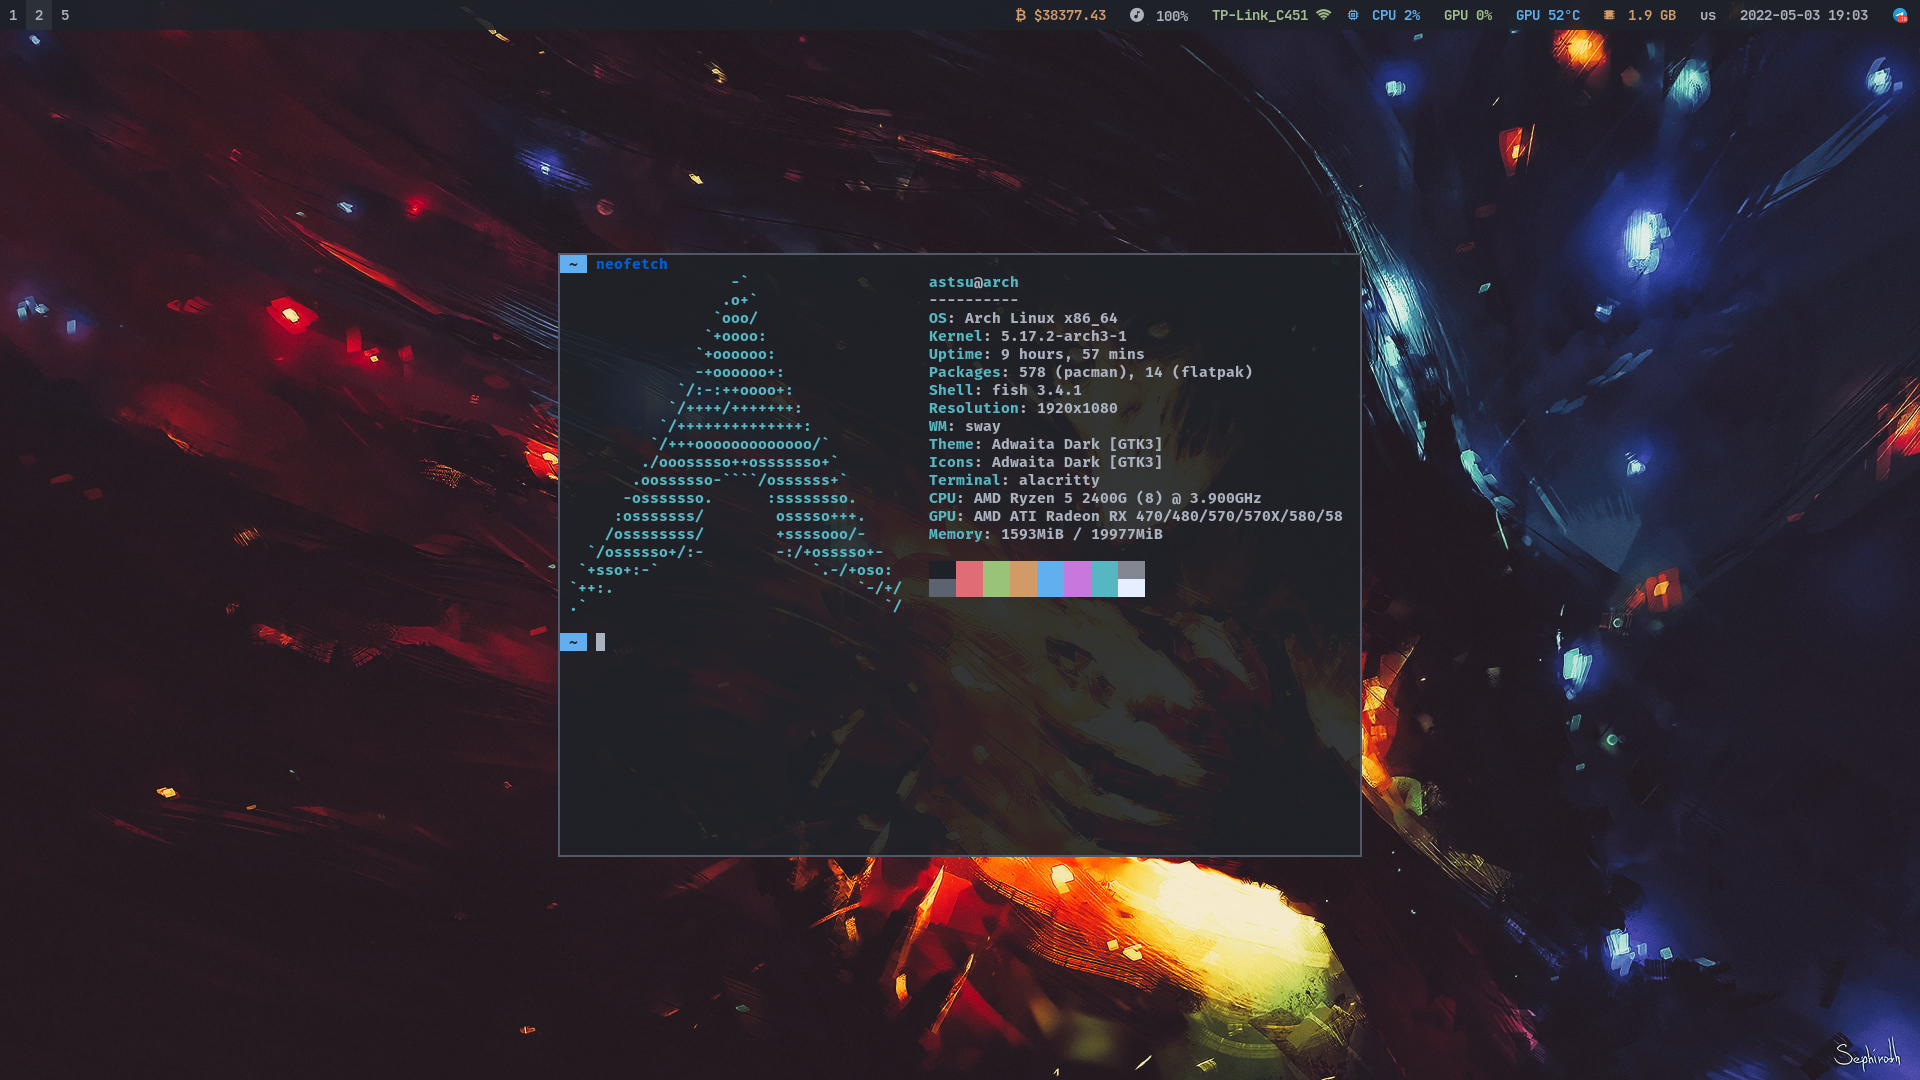 1 2 5 $38377.43 100% TP-Link_C451 CPU 2% GPU 0% GPU 52°C 1.9 GB us 2022-05-03 19:03
~ neofetch
astsu@arch
----------
OS: Arch Linux x86_64
Kernel: 5.17.2-arch3-1
Uptime: 9 hours, 57 mins
Packages: 578 (pacman), 14 (flatpak)
Shell: fish 3.4.1
Resolution: 1920x1080
WM: sway
Theme: Adwaita Dark [GTK3]
Icons: Adwaita Dark [GTK3]
Terminal: alacritty
CPU: AMD Ryzen 5 2400G (8) @ 3.900GHz
GPU: AMD ATI Radeon RX 470/480/570/570X/580/58
Memory: 1593MiB / 19977MiB
~
Sephiroth